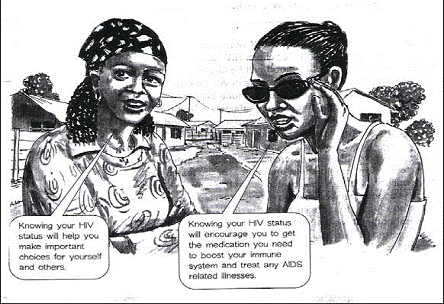 Knowing your HIV
status will help you
make important
choices for yourself
and others.
Knowing your HIV status
will encourage you to get
the medication you need
to boost your immune
system and treat any AIDS
related illnesses.